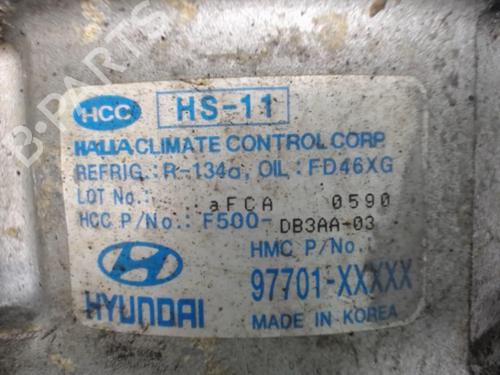 HCC HS-11
HALLA CLIMATE CONTROL CORP
REFRIG.: R-134a, OIL: FD46XG
LOT No.: aFCA 0590
HCC P/No.: F500-DB3AA-03
HMC P/No.
97701-XXXXX
HYUNDAI
MADE IN KOREA
B-PARTS